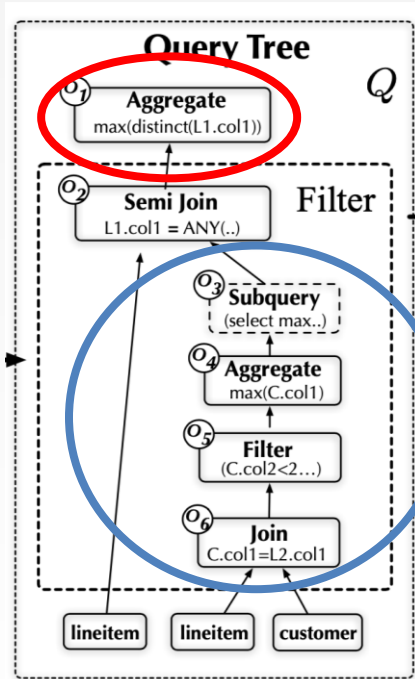 Query Tree
Q
O1
Aggregate
max(distinct(L1.col1))
O2
Semi Join
L1.col1 = ANY(..)
Filter
O3
Subquery
(select max..)
O4
Aggregate
max(C.col1)
O5
Filter
(C.col2<2...)
O6
Join
C.col1=L2.col1
lineitem
lineitem
customer